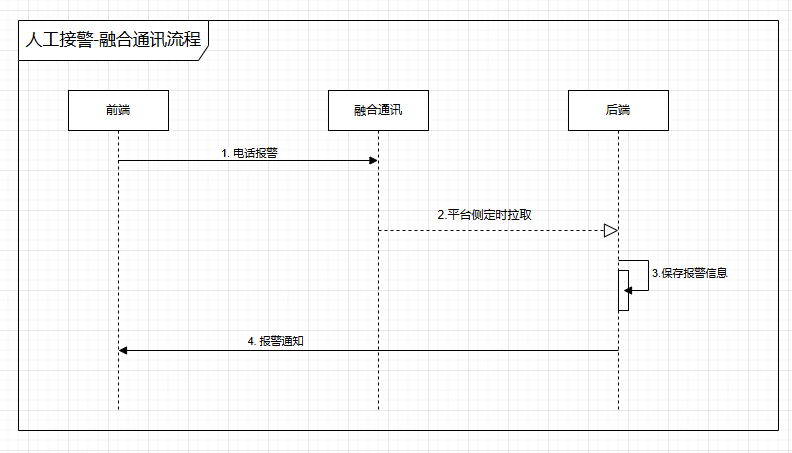 人工接警-融合通讯流程
前端
融合通讯
后端
1. 电话报警
2.平台侧定时拉取
3.保存报警信息
4. 报警通知